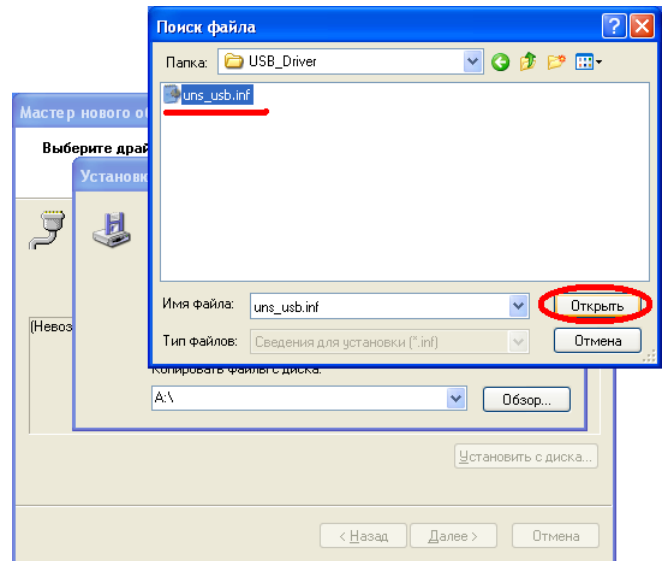 Поиск файла
Папка: USB_Driver
uns_usb.inf
Имя файла: uns_usb.inf Открыть
Тип файлов: Сведения для установки (*.inf) Отмена
Мастер нового об
Выберите драй
Установк
(Невоз
Копировать файлы с диска:
A:\ Обзор...
Установить с диска...
< Назад Далее > Отмена